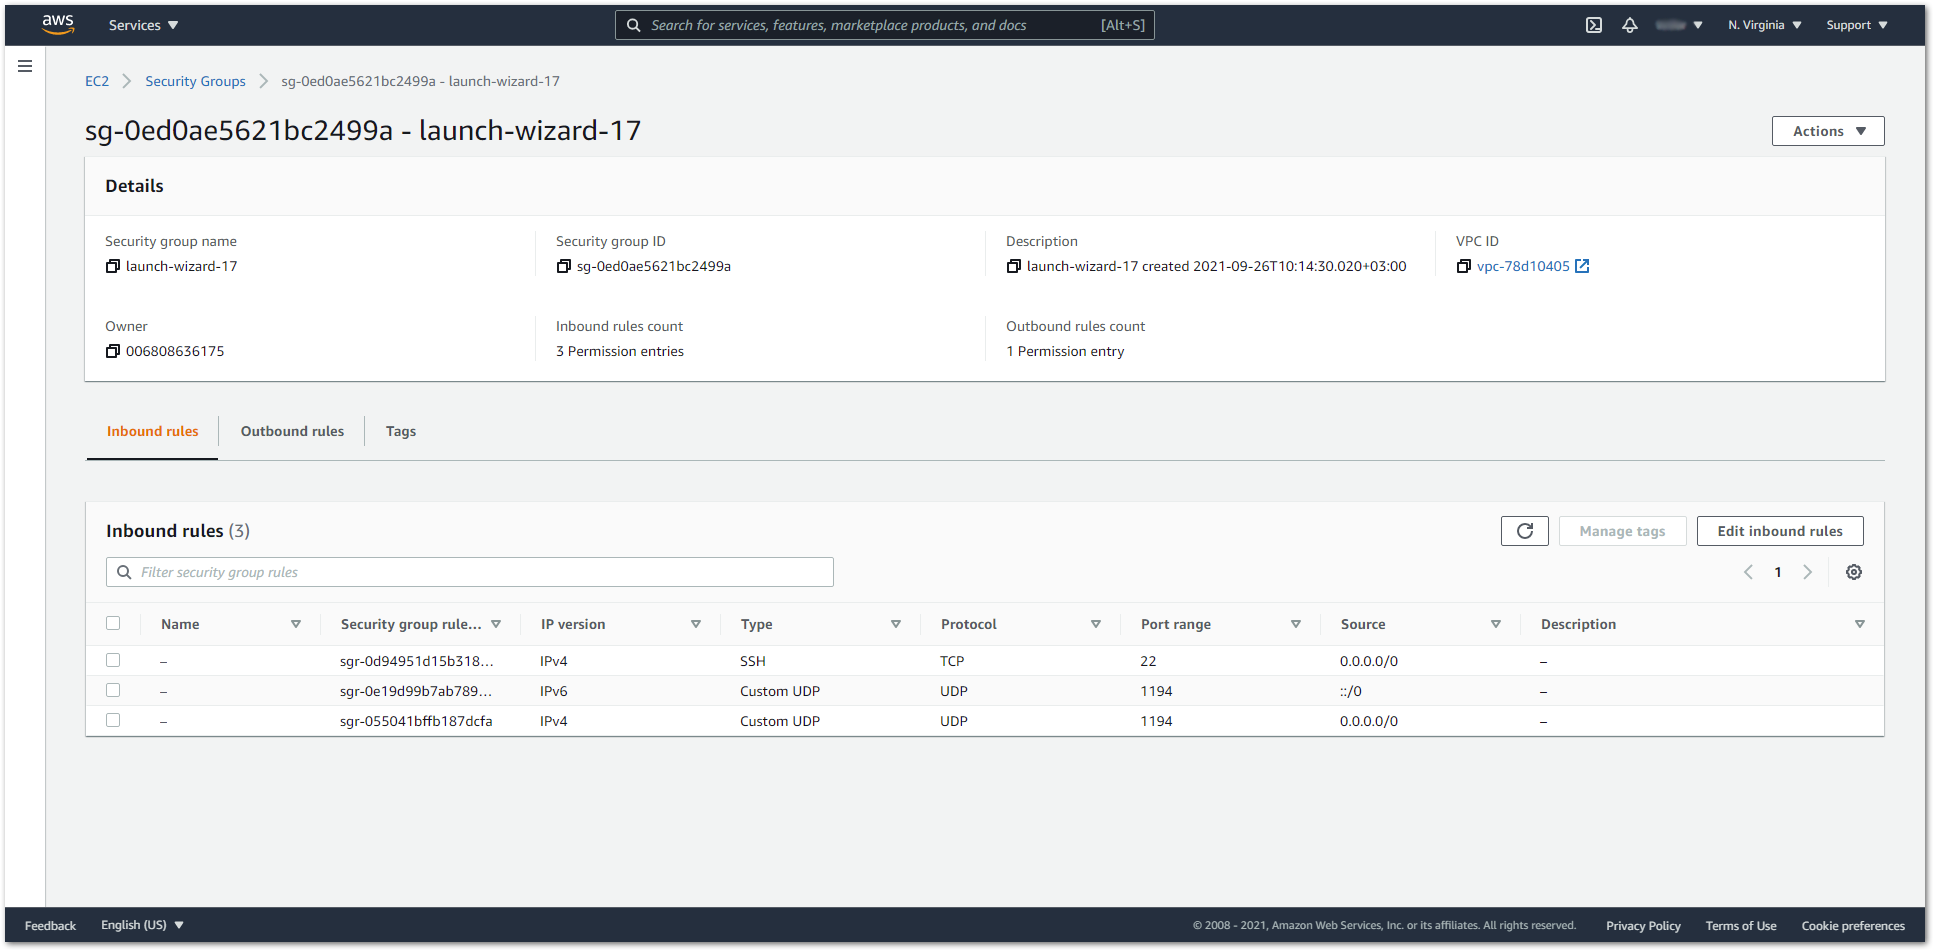 aws Services Search for services, features, marketplace products, and docs [Alt+S] N. Virginia Support
EC2 Security Groups sg-0ed0ae5621bc2499a - launch-wizard-17
sg-0ed0ae5621bc2499a - launch-wizard-17 Actions
Details
Security group name Security group ID Description VPC ID
launch-wizard-17 sg-0ed0ae5621bc2499a launch-wizard-17 created 2021-09-26T10:14:30.020+03:00 vpc-78d10405
Owner Inbound rules count Outbound rules count
006808636175 3 Permission entries 1 Permission entry
Inbound rules Outbound rules Tags
Inbound rules (3) Manage tags Edit inbound rules
Filter security group rules 1
Name Security group rule... IP version Type Protocol Port range Source Description
– sgr-0d94951d15b318... IPv4 SSH TCP 22 0.0.0.0/0 –
– sgr-0e19d99b7ab789... IPv6 Custom UDP UDP 1194 ::/0 –
– sgr-055041bffb187dcfa IPv4 Custom UDP UDP 1194 0.0.0.0/0 –
Feedback English (US) © 2008 - 2021, Amazon Web Services, Inc. or its affiliates. All rights reserved. Privacy Policy Terms of Use Cookie preferences